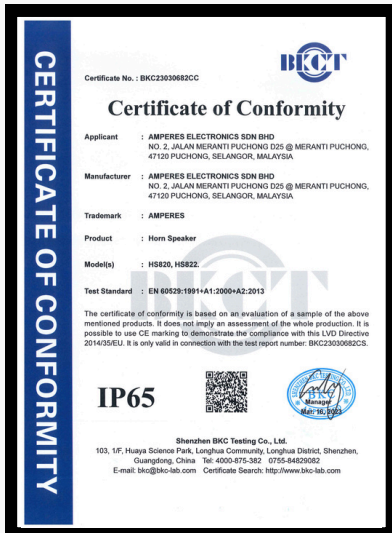 CERTIFICATE OF CONFORMITY
BKCT
Certificate No. : BKC23030682CC
Certificate of Conformity
Applicant : AMPERES ELECTRONICS SDN BHD
NO. 2, JALAN MERANTI PUCHONG D25 @ MERANTI PUCHONG,
47120 PUCHONG, SELANGOR, MALAYSIA
Manufacturer : AMPERES ELECTRONICS SDN BHD
NO. 2, JALAN MERANTI PUCHONG D25 @ MERANTI PUCHONG,
47120 PUCHONG, SELANGOR, MALAYSIA
Trademark : AMPERES
Product : Horn Speaker
Model(s) : HS820, HS822.
Test Standard : EN 60529:1991+A1:2000+A2:2013
The certificate of conformity is based on an evaluation of a sample of the above
mentioned products. It does not imply an assessment of the whole production. It is
possible to use CE marking to demonstrate the compliance with this LVD Directive
2014/35/EU. It is only valid in connection with the test report number: BKC23030682CS.
IP65
BKC
Manager
Mar. 16, 2023
Shenzhen BKC Testing Co., Ltd.
103, 1/F, Huaya Science Park, Longhua Community, Longhua District, Shenzhen,
Guangdong, China Tel: 4000-875-382 0755-84829082
E-mail: bkc@bkc-lab.com Certificate Search: http://www.bkc-lab.com